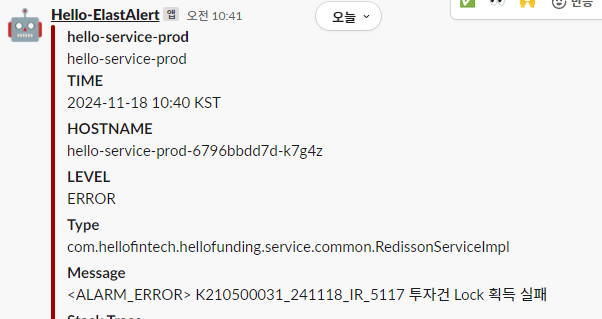 Hello-ElastAlert 앱 오전 10:41
오늘
hello-service-prod
hello-service-prod
TIME
2024-11-18 10:40 KST
HOSTNAME
hello-service-prod-6796bbdd7d-k7g4z
LEVEL
ERROR
Type
com.hellofintech.hellofunding.service.common.RedissonServiceImpl
Message
<ALARM_ERROR> K210500031_241118_IR_5117 투자건 Lock 획득 실패